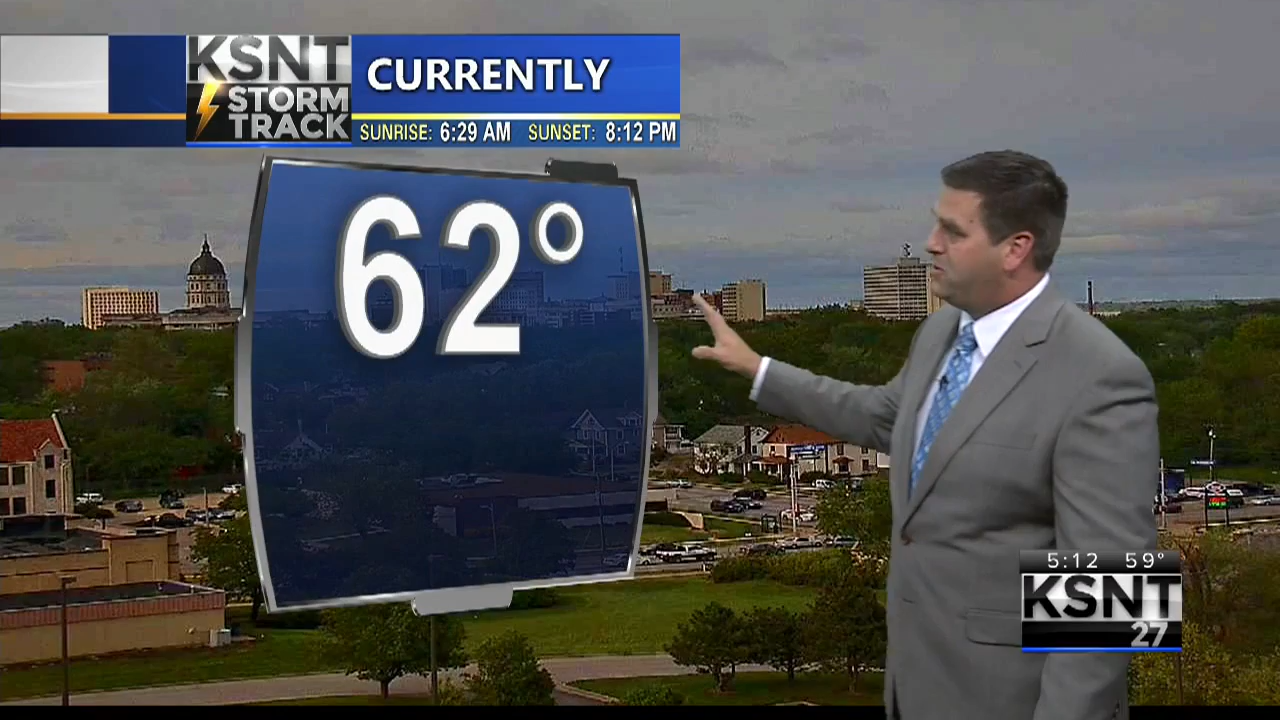 KSNT
STORM
TRACK
CURRENTLY
SUNRISE: 6:29 AM SUNSET: 8:12 PM
62°
5:12 59°
KSNT
27